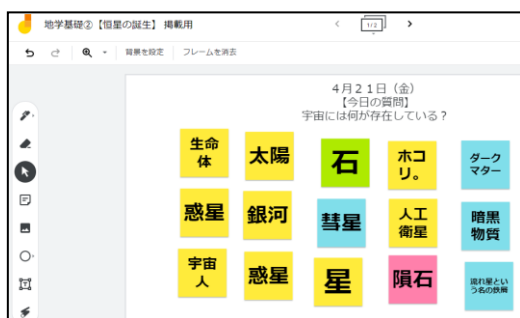 地学基礎②【恒星の誕生】 掲載用
1/2
背景を設定
フレームを消去
4月21日(金)
【今日の質問】
宇宙には何が存在している?
生命
体
太陽
石
ホコ
リ。
ダーク
マター
惑星
銀河
彗星
人工
衛星
暗黒
物質
宇宙
人
惑星
星
隕石
流れ星とい
う名の鉄屑